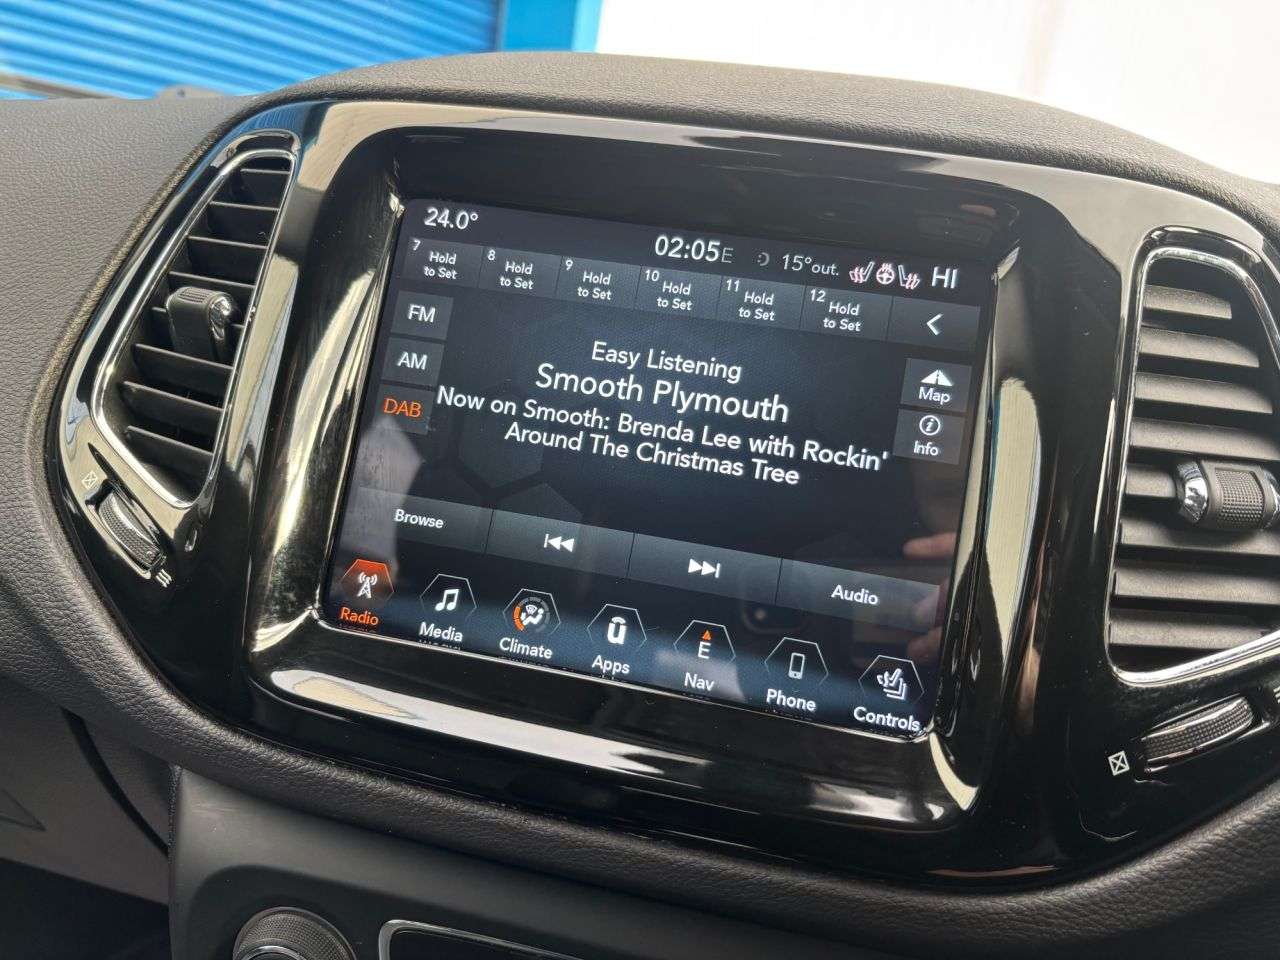 24.0°
02:05 E
15° out.
HI
7 Hold to Set
8 Hold to Set
9 Hold to Set
10 Hold to Set
11 Hold to Set
12 Hold to Set
FM
AM
DAB
Easy Listening
Smooth Plymouth
Now on Smooth: Brenda Lee with Rockin'
Around The Christmas Tree
Map
Info
Browse
Audio
Radio
Media
Climate
u
Apps
E
Nav
Phone
Controls